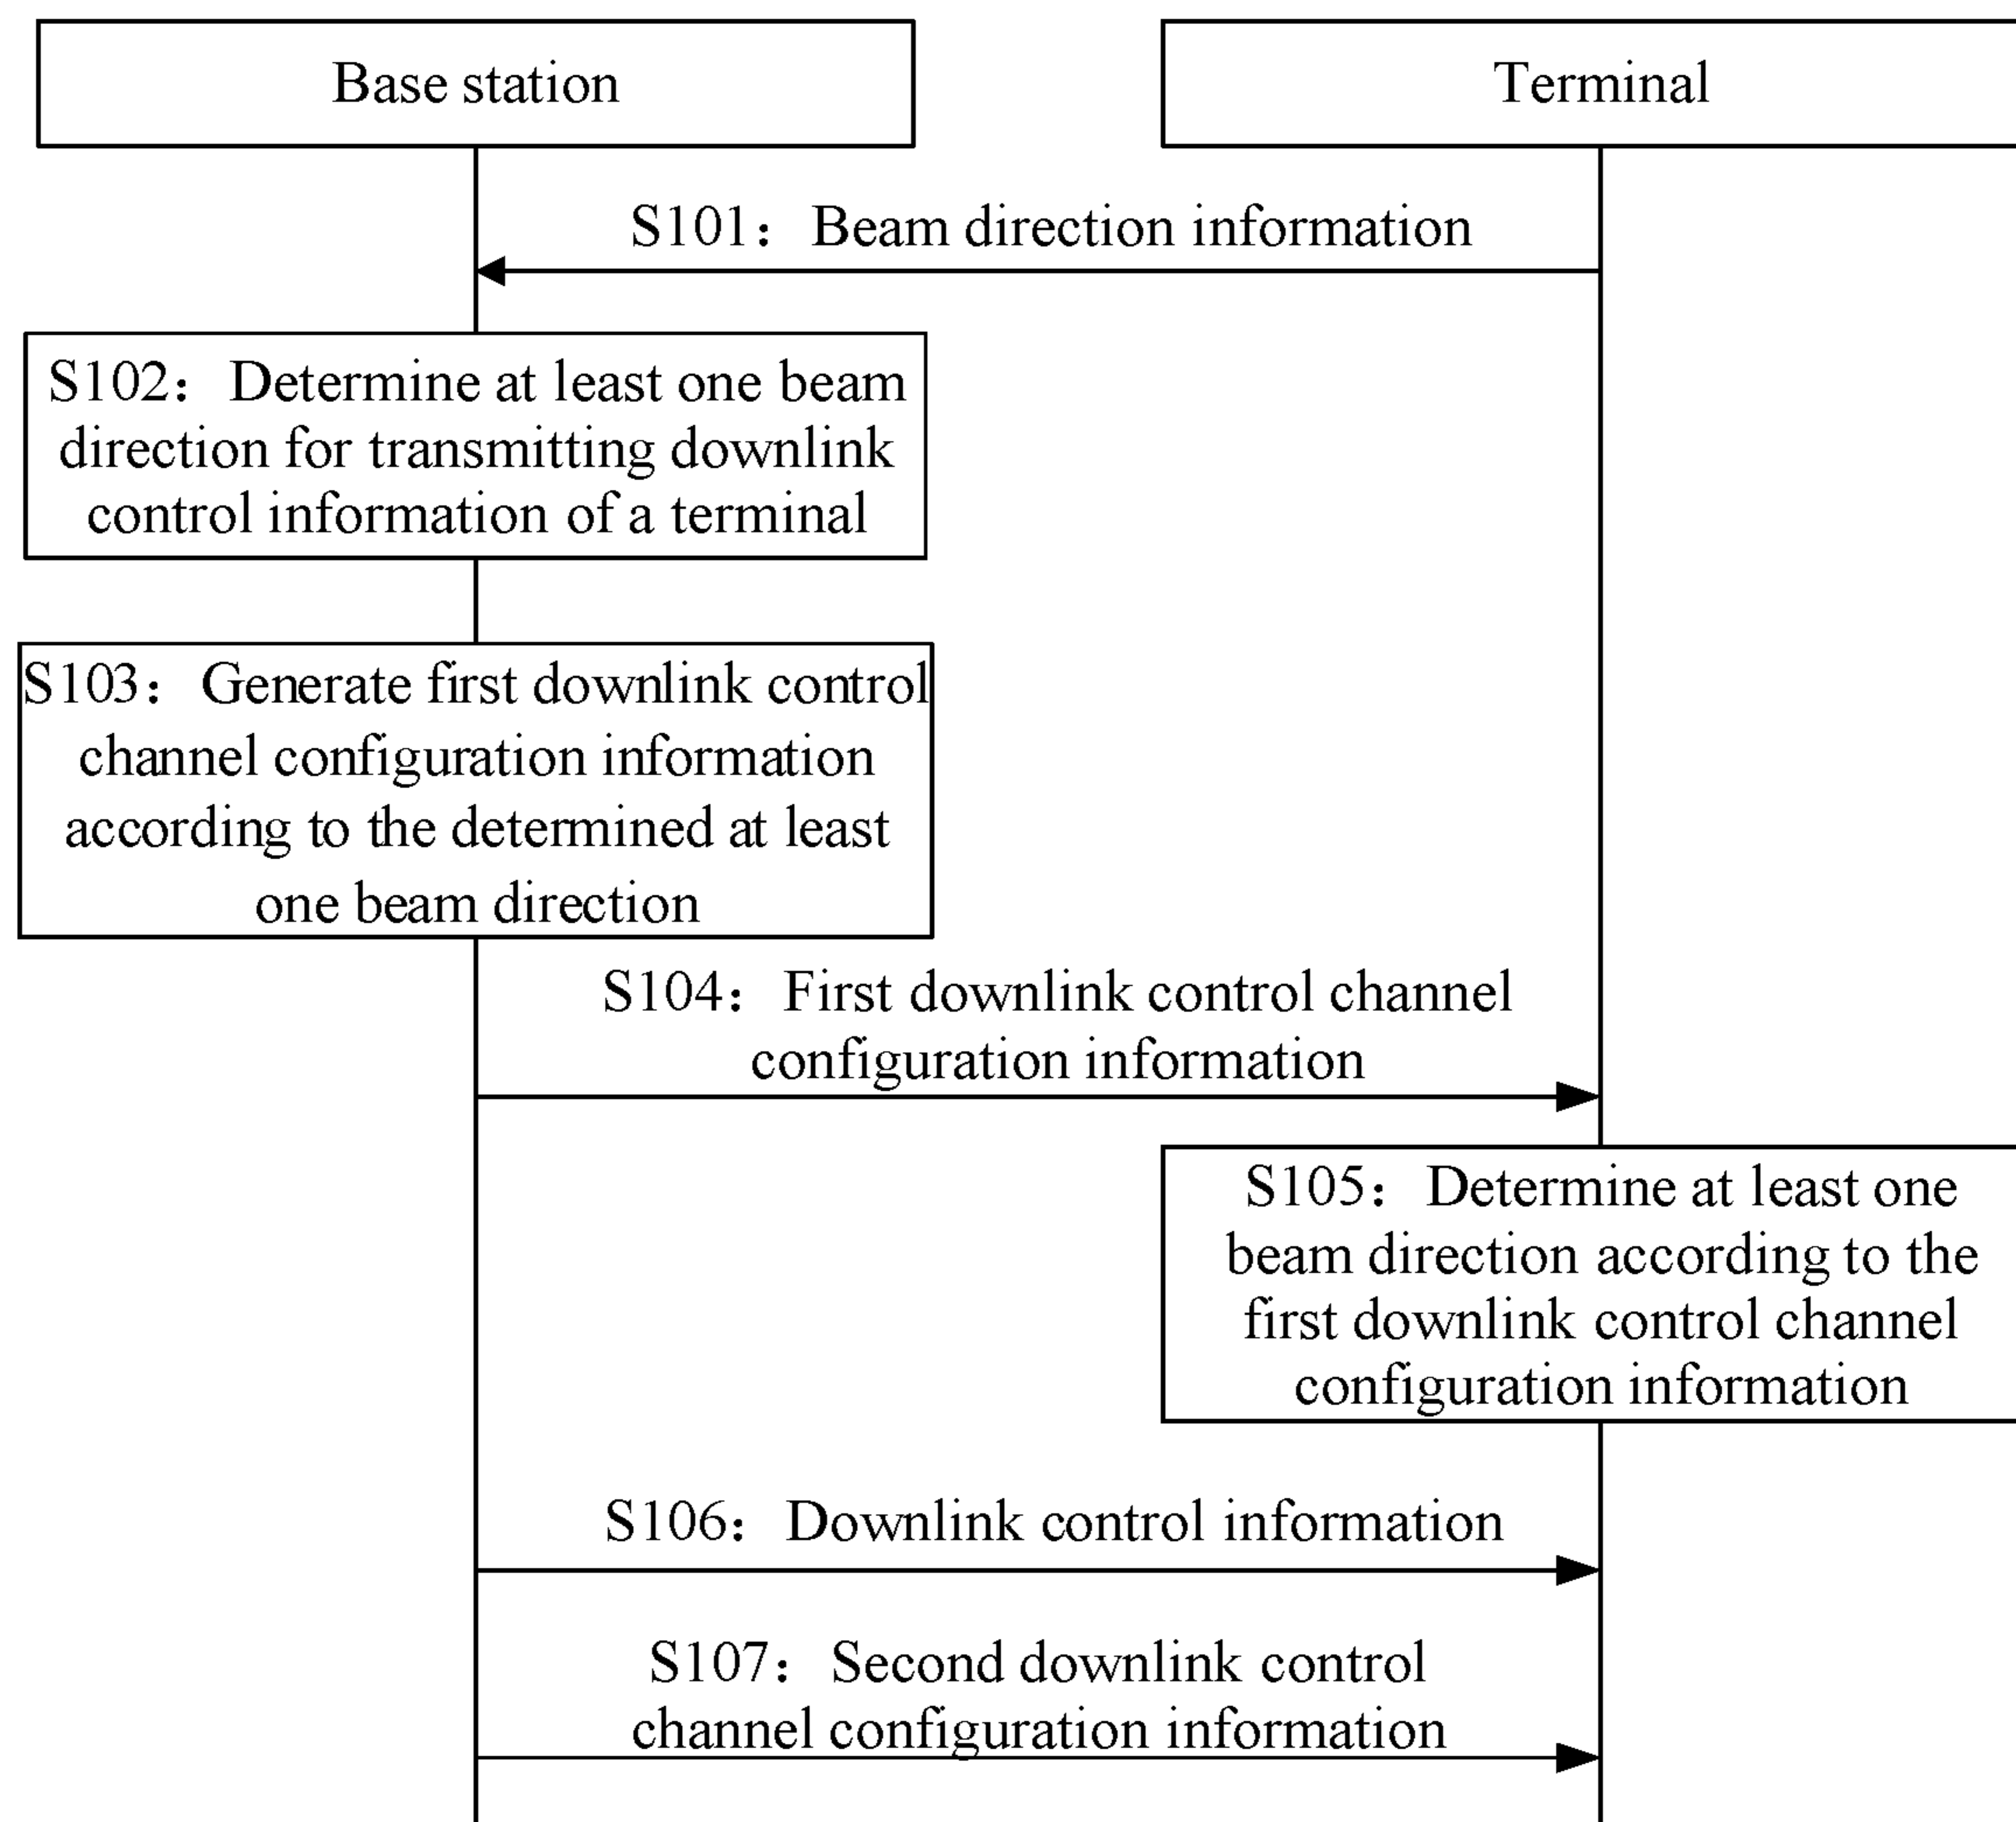 Base station
Terminal
S101：Beam direction information
S102：Determine at least one beam
direction for transmitting downlink
control information of a terminal
S103：Generate first downlink control
channel configuration information
according to the determined at least
one beam direction
S104：First downlink control channel
configuration information
S105：Determine at least one
beam direction according to the
first downlink control channel
configuration information
S106：Downlink control information
S107：Second downlink control
channel configuration information